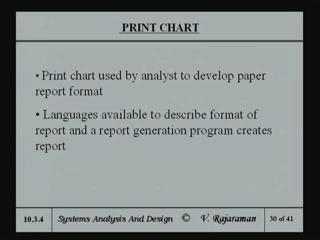 PRINT CHART
• Print chart used by analyst to develop paper
report format
• Languages available to describe format of
report and a report generation program creates
report
10.3.4 Systems Analysis And Design © V. Rajaraman 30 of 41